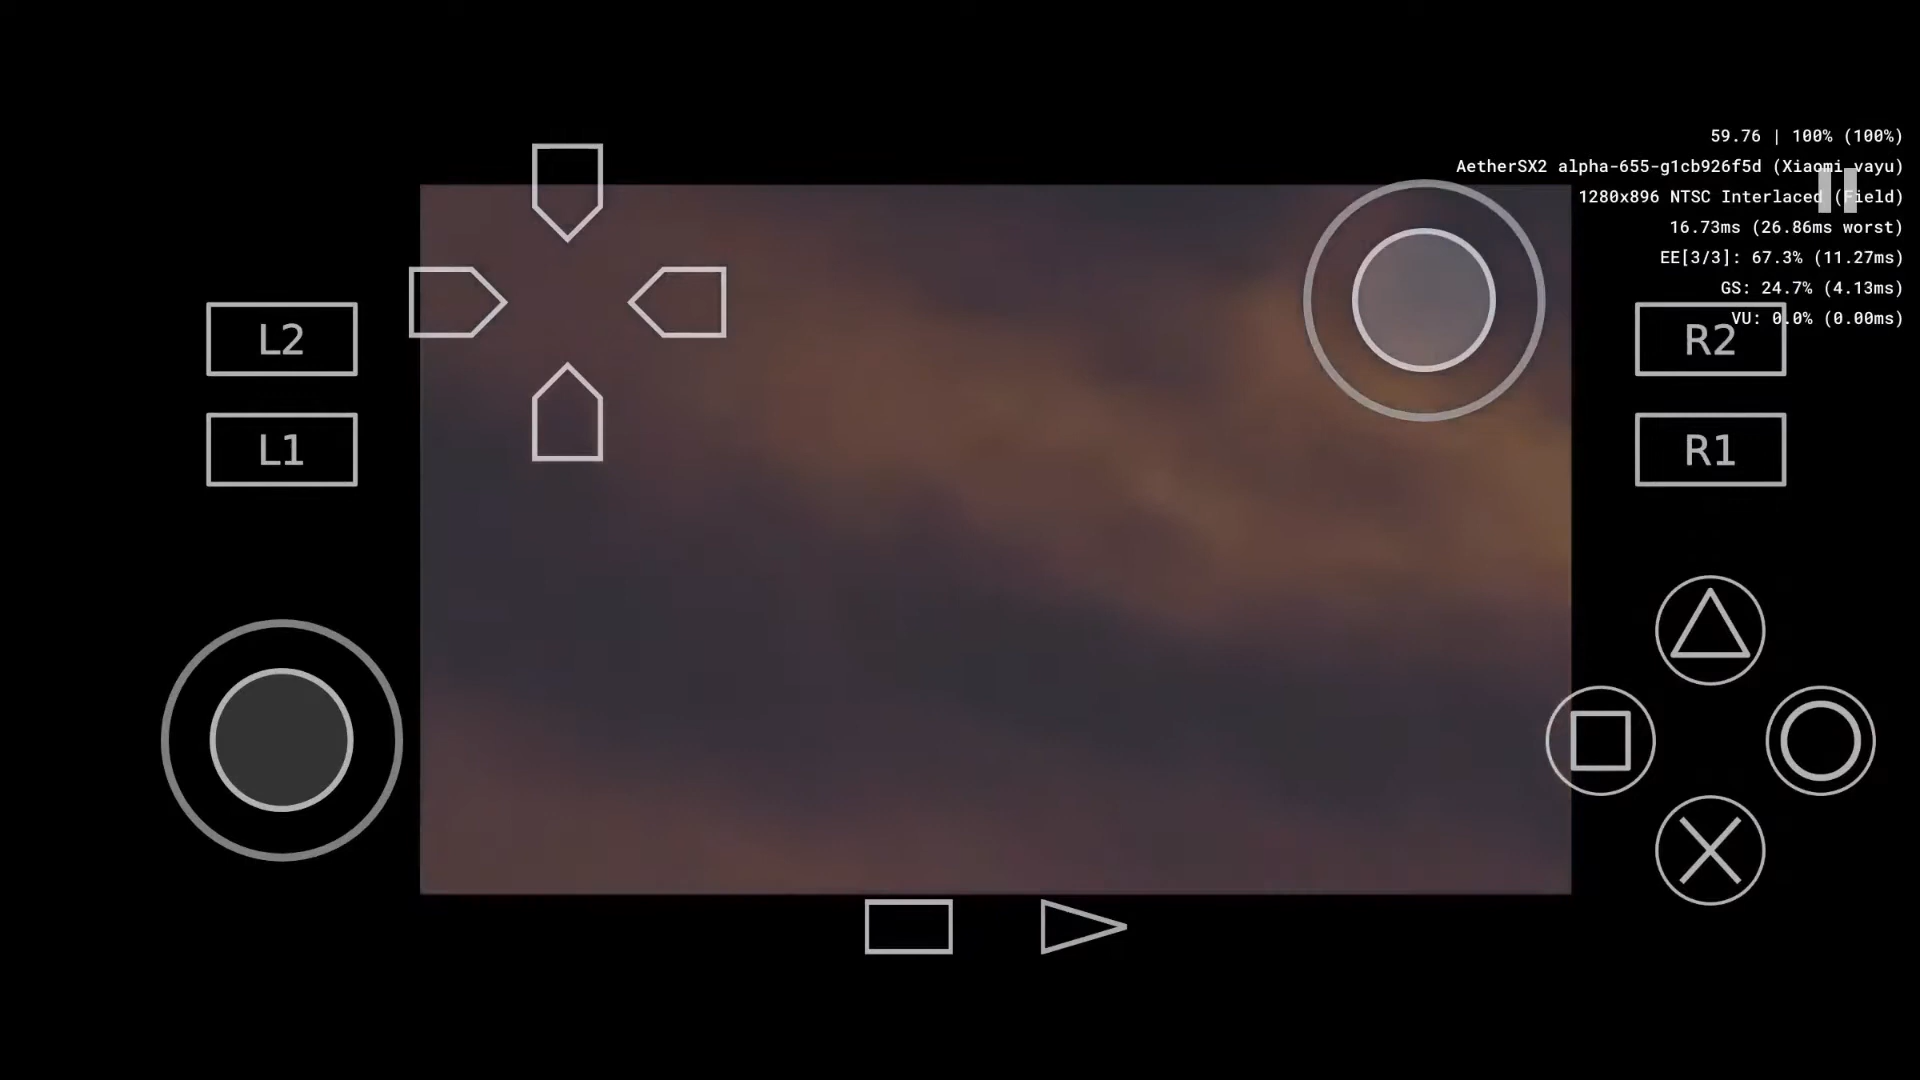 59.76 | 100% (100%)
AetherSX2 alpha-655-g1cb926f5d (Xiaomi vayu)
1280x896 NTSC Interlaced (Field)
16.73ms (26.86ms worst)
EE[3/3]: 67.3% (11.27ms)
GS: 24.7% (4.13ms)
VU: 0.0% (0.00ms)
L2
R2
L1
R1